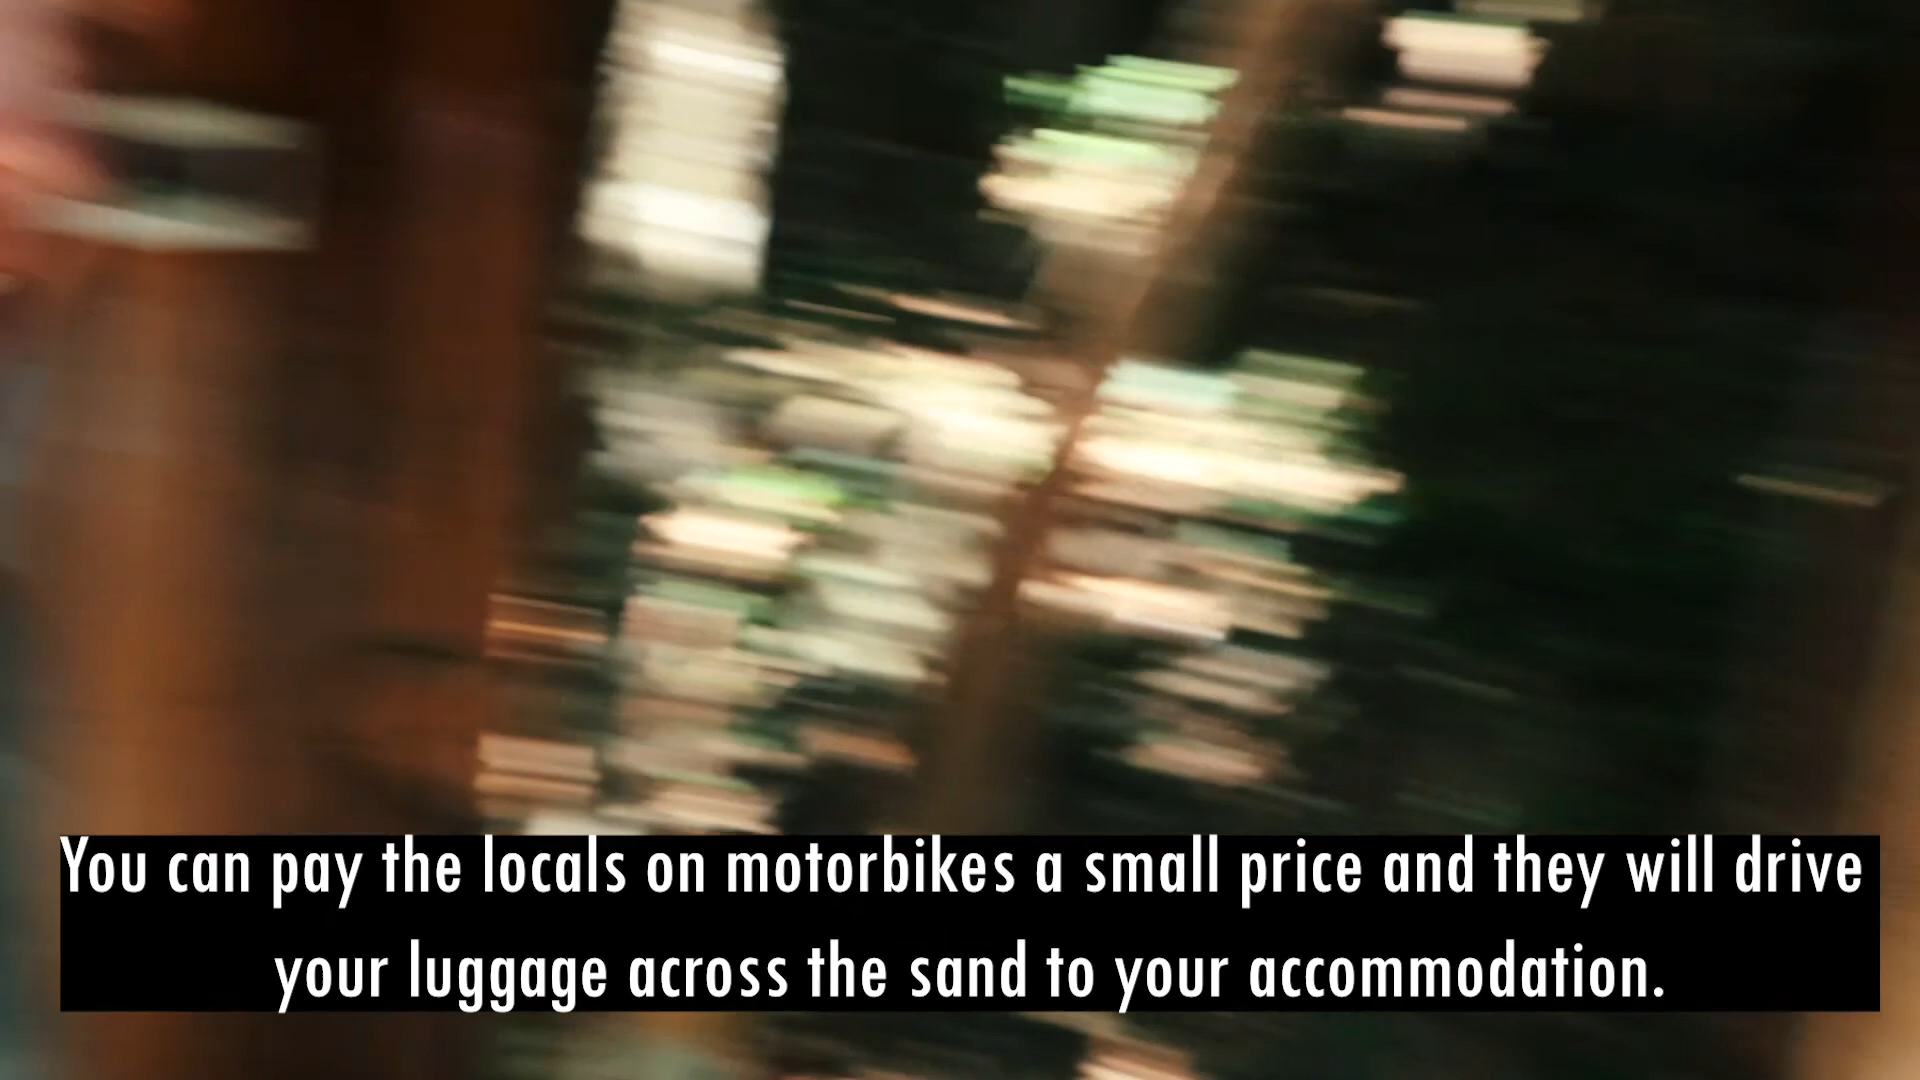 You can pay the locals on motorbikes a small price and they will drive
your luggage across the sand to your accommodation.